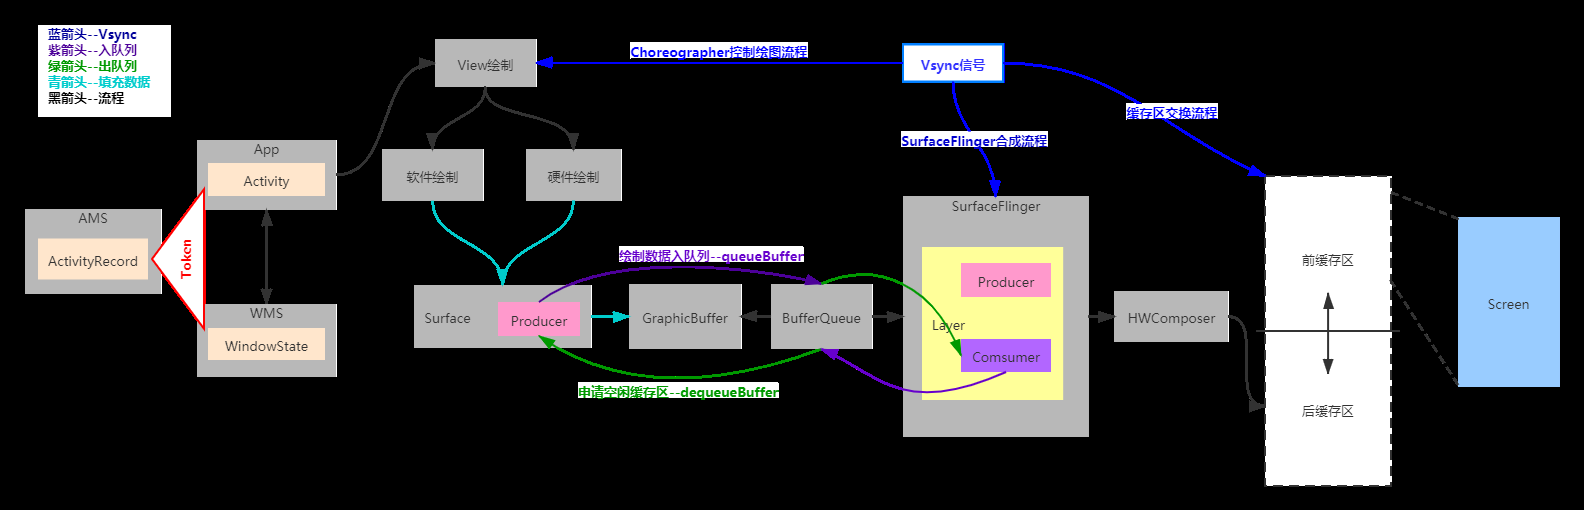 蓝箭头--Vsync
紫箭头--入队列
绿箭头--出队列
青箭头--填充数据
黑箭头--流程
View绘制
Choreographer控制绘图流程
Vsync信号
缓存区交换流程
SurfaceFlinger合成流程
App
Activity
软件绘制
硬件绘制
AMS
ActivityRecord
Token
WMS
WindowState
绘制数据入队列--queueBuffer
Surface
Producer
GraphicBuffer
BufferQueue
申请空闲缓存区--dequeueBuffer
SurfaceFlinger
Producer
Layer
Comsumer
HWComposer
前缓存区
后缓存区
Screen